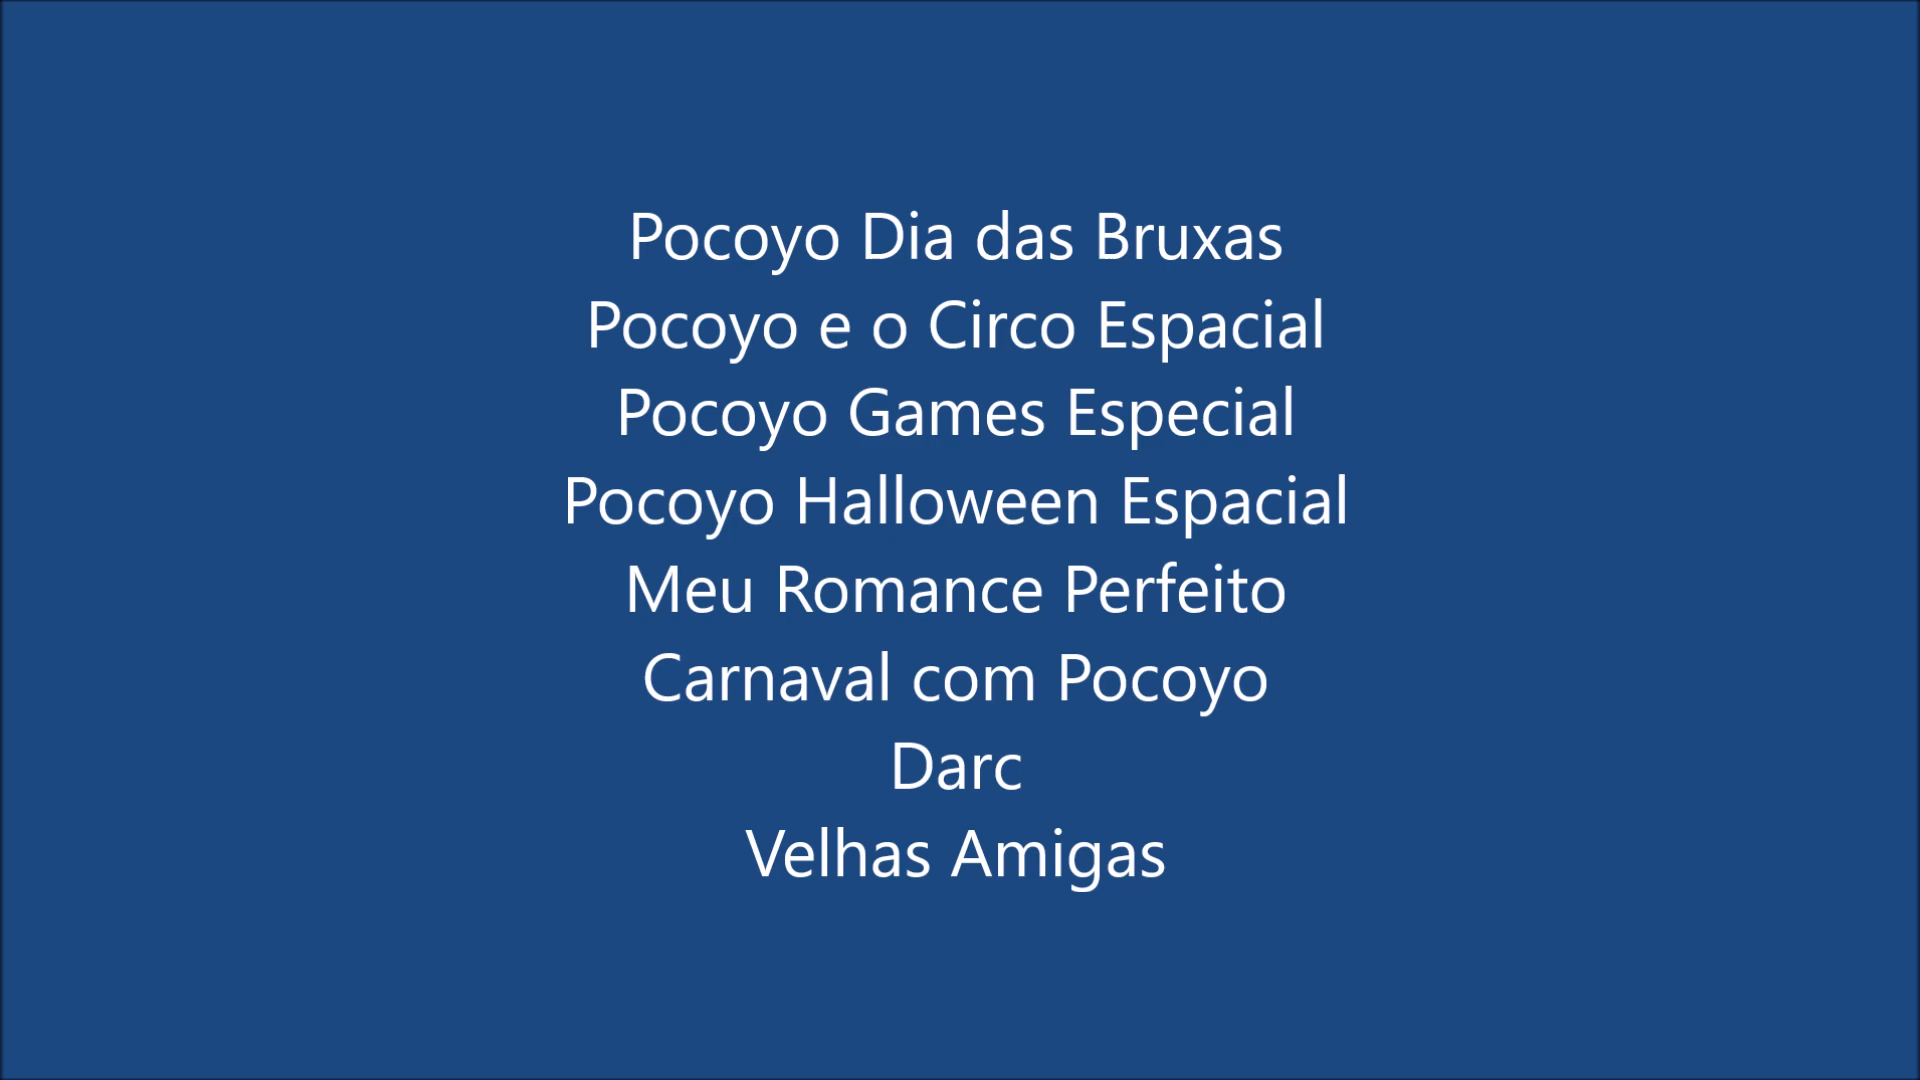 Pocoyo Dia das Bruxas
Pocoyo e o Circo Espacial
Pocoyo Games Especial
Pocoyo Halloween Espacial
Meu Romance Perfeito
Carnaval com Pocoyo
Darc
Velhas Amigas